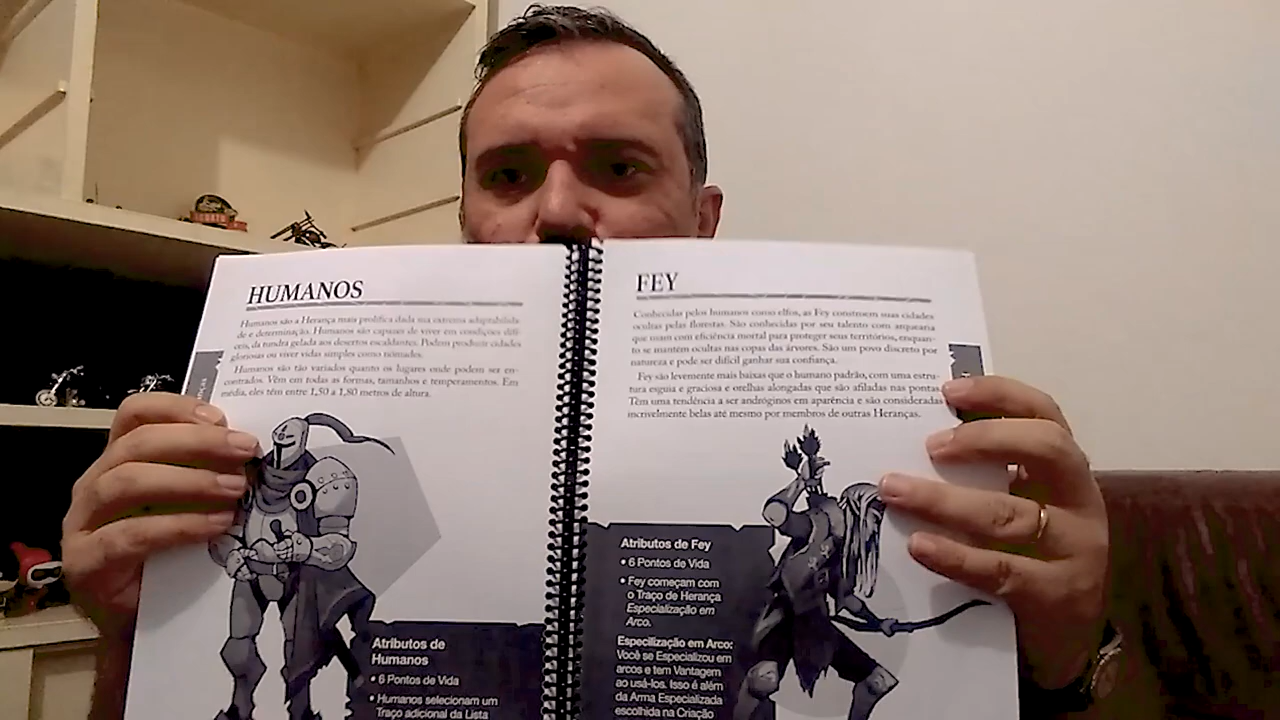 HUMANOS
Humanos são a Herança mais prolífica dada sua extrema adaptabilida-
de e determinação. Humanos são capazes de viver em condições difí-
ceis, da tundra gelada aos desertos escaldantes. Podem produzir cidades
gloriosas ou viver vidas simples como nômades.
Humanos são tão variados quanto os lugares onde podem ser en-
contrados. Vêm em todas as formas, tamanhos e temperamentos. Em
média, eles têm entre 1,50 a 1,80 metros de altura.
Atributos de
Humanos
• 6 Pontos de Vida
• Humanos selecionam um
Traço adicional da Lista
FEY
Conhecidas pelos humanos como elfos, as Fey constroem suas cidades
ocultas pelas florestas. São conhecidas por seu talento com arquearia
que usam com eficiência mortal para proteger seus territórios, enquan-
to se mantém ocultas nas copas das árvores. São um povo discreto por
natureza e pode ser difícil ganhar sua confiança.
Fey são levemente mais baixas que o humano padrão, com uma estru-
tura esguia e graciosa e orelhas alongadas que são afiladas nas pontas.
Têm uma tendência a ser andróginos em aparência e são consideradas
incrivelmente belas até mesmo por membros de outras Heranças.
Atributos de Fey
• 6 Pontos de Vida
• Fey começam com
o Traço de Herança
Especialização em
Arco.
Especilização em Arco:
Você se Especializou em
arcos e tem Vantagem
ao usá-los. Isso é além
da Arma Especializada
escolhida na Criação